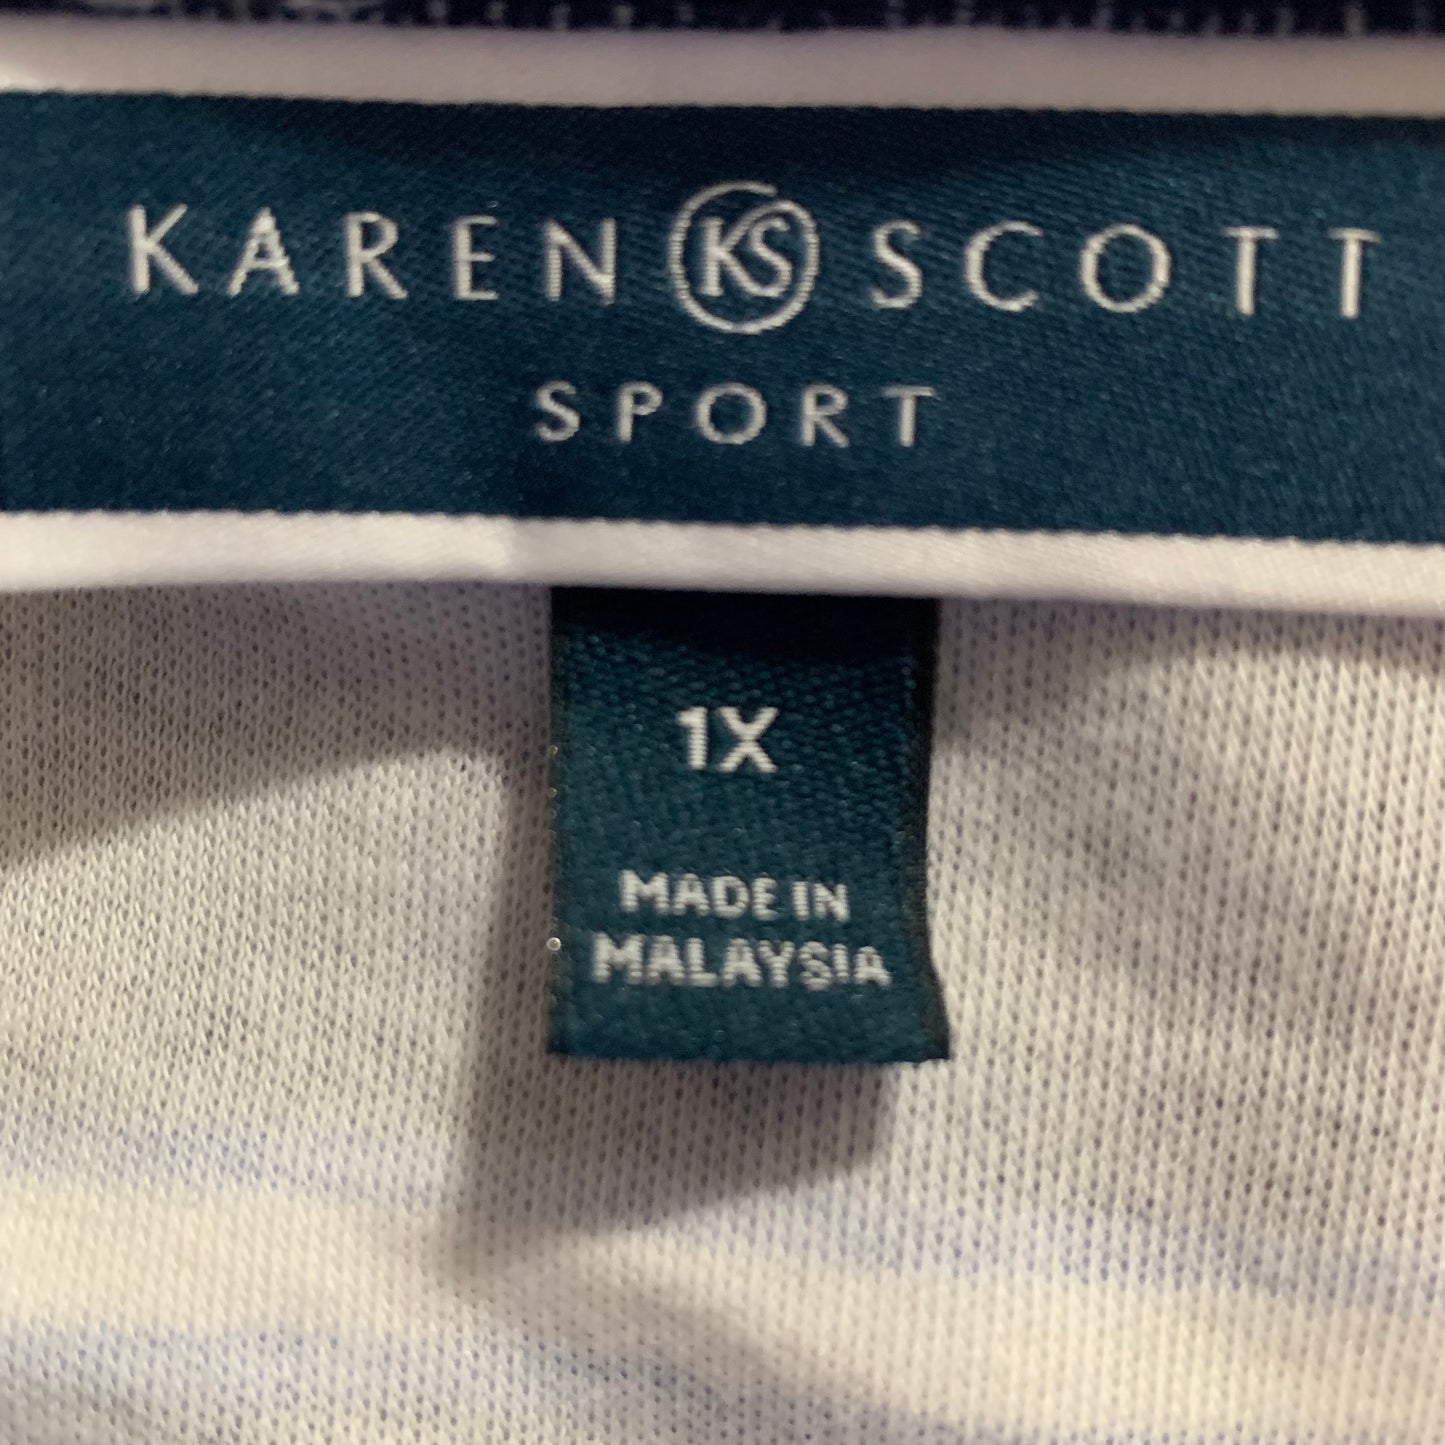 KAREN KS SCOTT
SPORT
1X
MADE IN
MALAYSIA